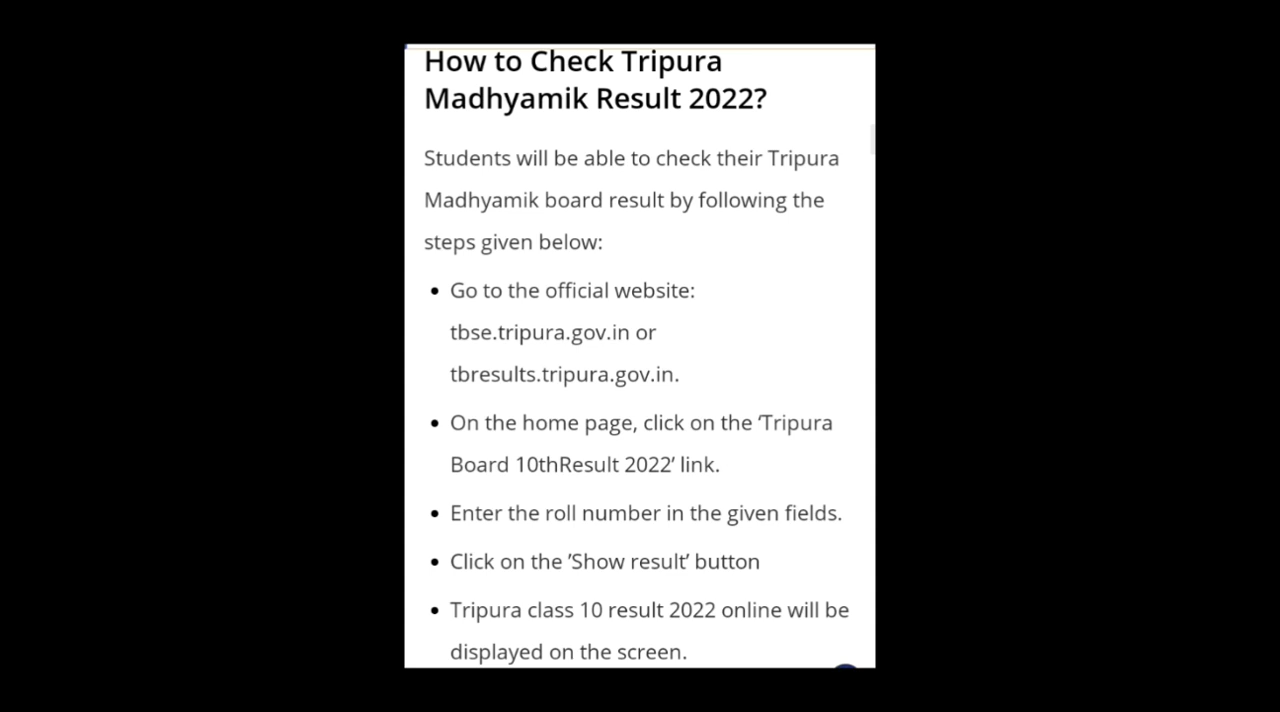 How to Check Tripura
Madhyamik Result 2022?
Students will be able to check their Tripura
Madhyamik board result by following the
steps given below:
• Go to the official website:
tbse.tripura.gov.in or
tbresults.tripura.gov.in.
• On the home page, click on the ‘Tripura
Board 10thResult 2022’ link.
• Enter the roll number in the given fields.
• Click on the ’Show result’ button
• Tripura class 10 result 2022 online will be
displayed on the screen.